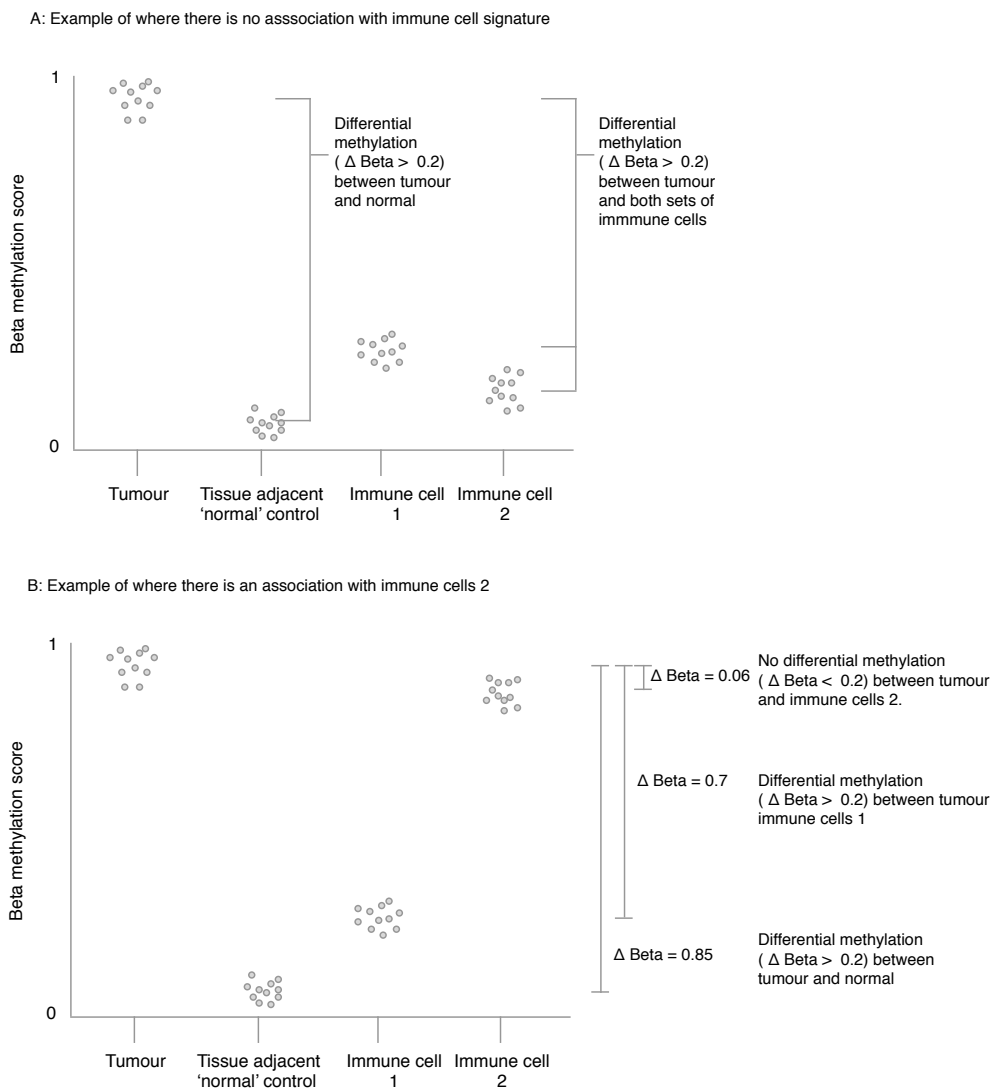 A: Example of where there is no asssociation with immune cell signature
1
Beta methylation score
0
Differential
methylation
( Δ Beta > 0.2)
between tumour
and normal
Differential
methylation
( Δ Beta > 0.2)
between tumour
and both sets of
immmune cells
Tumour
Tissue adjacent
‘normal’ control
Immune cell
1
Immune cell
2
B: Example of where there is an association with immune cells 2
1
Beta methylation score
0
Δ Beta = 0.06
No differential methylation
( Δ Beta < 0.2) between tumour
and immune cells 2.
Δ Beta = 0.7
Differential methylation
( Δ Beta > 0.2) between tumour
immune cells 1
Δ Beta = 0.85
Differential methylation
( Δ Beta > 0.2) between
tumour and normal
Tumour
Tissue adjacent
‘normal’ control
Immune cell
1
Immune cell
2